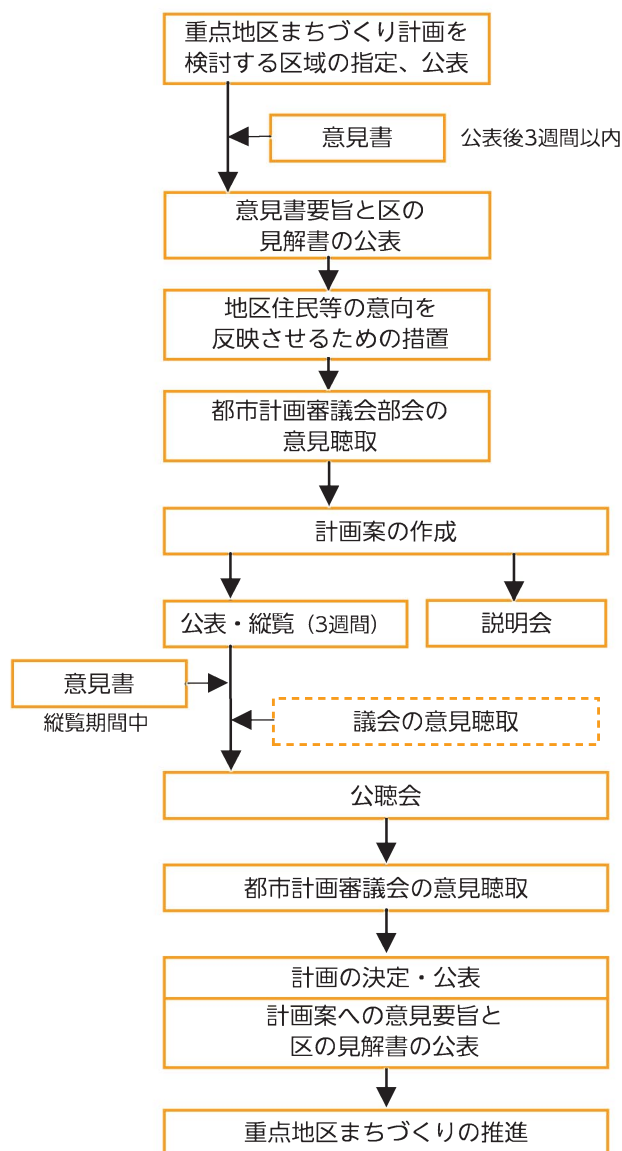 重点地区まちづくり計画を
検討する区域の指定、公表
意見書
公表後3週間以内
意見書要旨と区の
見解書の公表
地区住民等の意向を
反映させるための措置
都市計画審議会部会の
意見聴取
計画案の作成
公表・縦覧（3週間）
説明会
意見書
縦覧期間中
議会の意見聴取
公聴会
都市計画審議会の意見聴取
計画の決定・公表
計画案への意見要旨と
区の見解書の公表
重点地区まちづくりの推進